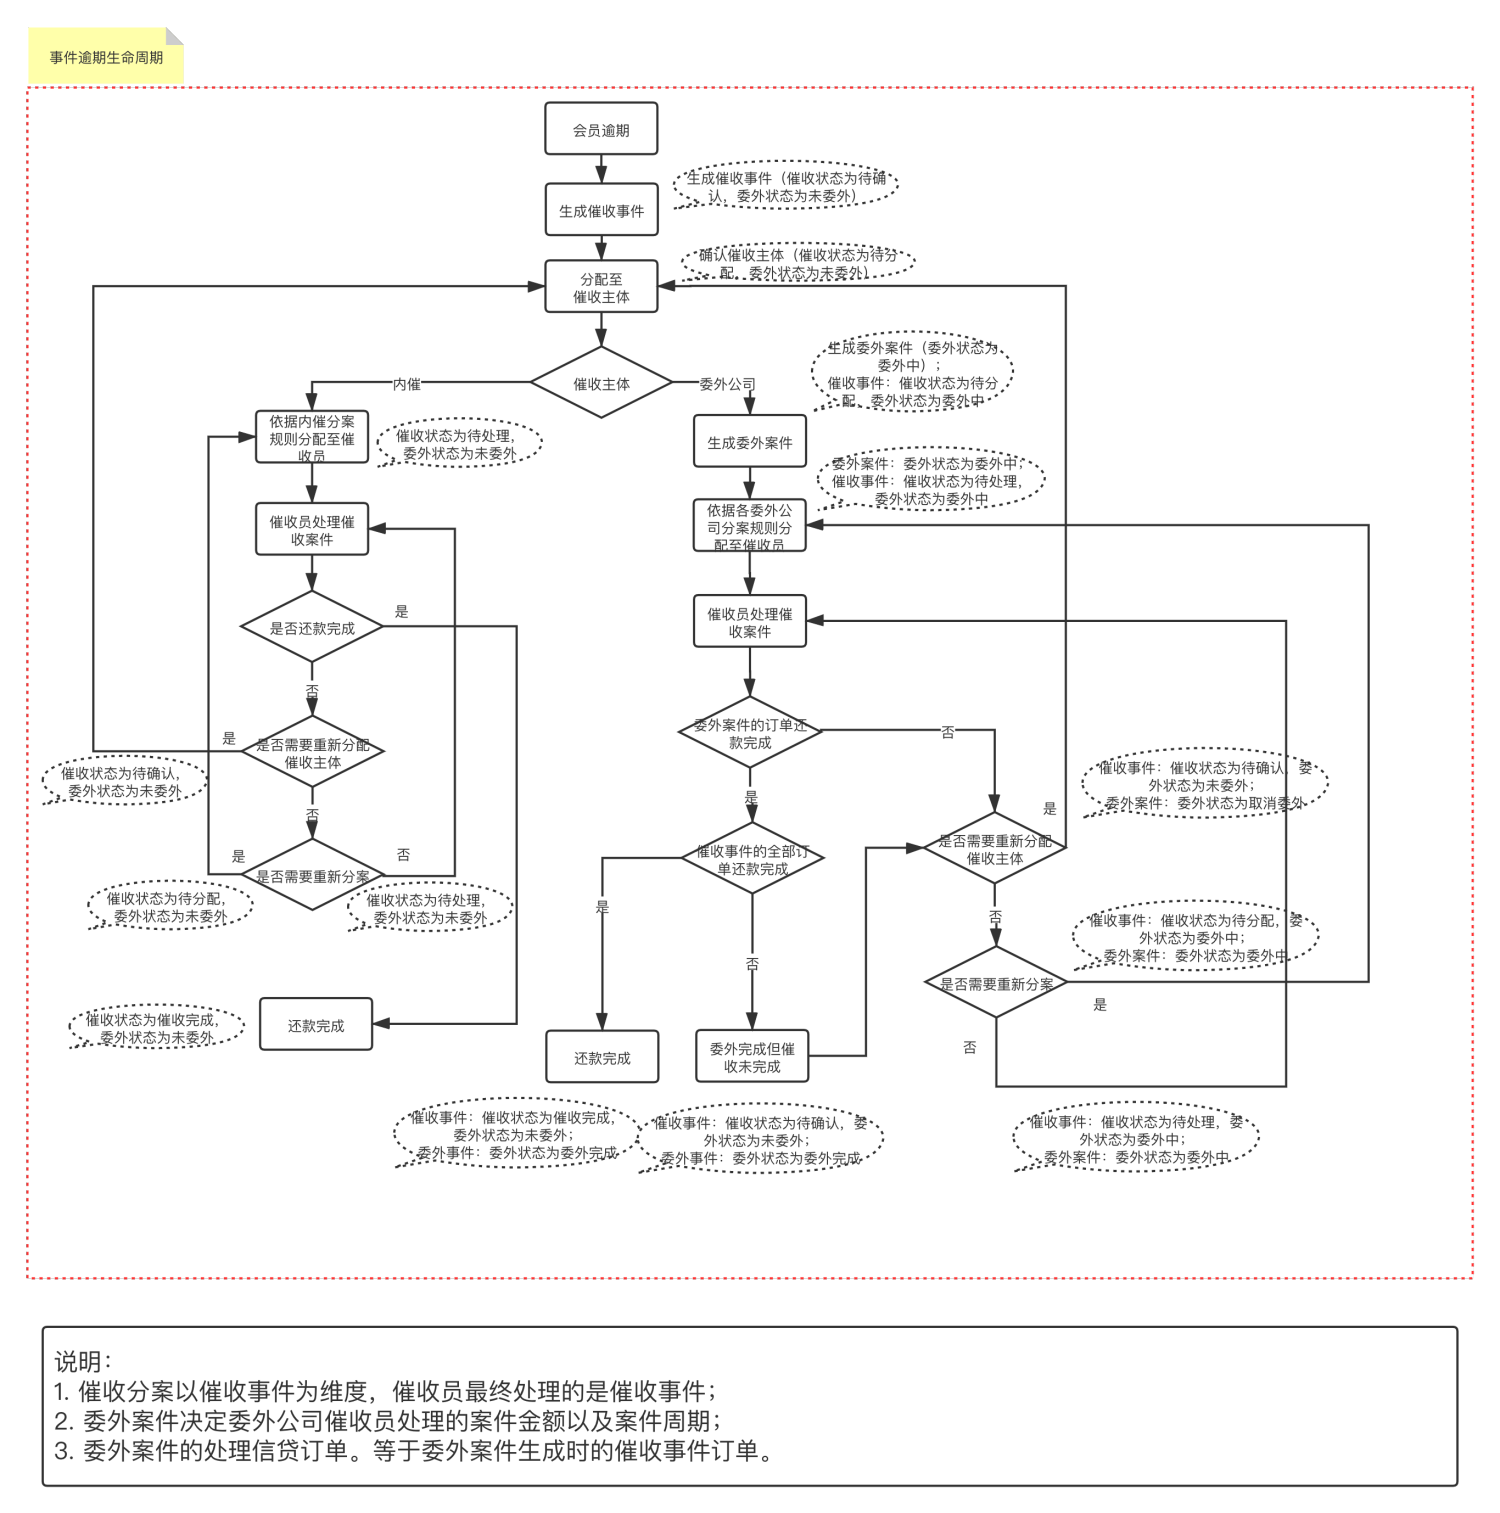 事件逾期生命周期
会员逾期
生成催收事件（催收状态为待确
认，委外状态为未委外）
生成催收事件
确认催收主体（催收状态为待分
配，委外状态为未委外）
分配至
催收主体
生成委外案件（委外状态为
委外中）；
催收事件：催收状态为待分
配，委外状态为委外中
催收主体
内催
委外公司
依据内催分案
规则分配至催
收员
催收状态为待处理，
委外状态为未委外
生成委外案件
委外案件：委外状态为委外中；
催收事件：催收状态为待处理，
委外状态为委外中
依据各委外公
司分案规则分
配至催收员
催收员处理催
收案件
是
是否还款完成
催收员处理催
收案件
否
委外案件的订单还
款完成
否
是
是否需要重新分配
催收主体
催收状态为待确认，
委外状态为未委外
催收事件：催收状态为待确认，委
外状态为未委外；
委外案件：委外状态为取消委外
否
是
是
是否需要重新分配
催收主体
是
否
是否需要重新分案
催收事件的全部订
单还款完成
催收状态为待分配，
委外状态为未委外
催收状态为待处理，
委外状态为未委外
是
否
催收事件：催收状态为待分配，委
外状态为委外中；
委外案件：委外状态为委外中
否
是否需要重新分案
是
否
催收状态为催收完成，
委外状态为未委外
还款完成
还款完成
委外完成但催
收未完成
催收事件：催收状态为催收完成，
委外状态为未委外；
委外事件：委外状态为委外完成
催收事件：催收状态为待确认，委
外状态为未委外；
委外事件：委外状态为委外完成
催收事件：催收状态为待处理，委
外状态为委外中；
委外案件：委外状态为委外中
说明：
1. 催收分案以催收事件为维度，催收员最终处理的是催收事件；
2. 委外案件决定委外公司催收员处理的案件金额以及案件周期；
3. 委外案件的处理信贷订单。等于委外案件生成时的催收事件订单。